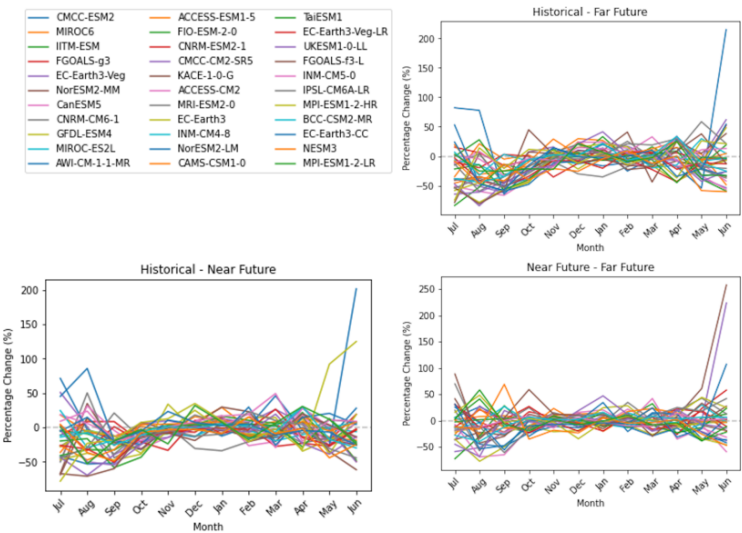 CMCC-ESM2 ACCESS-ESM1-5 TaiESM1
MIROC6 FIO-ESM-2-0 EC-Earth3-Veg-LR
IITM-ESM CNRM-ESM2-1 UKESM1-0-LL
FGOALS-g3 CMCC-CM2-SR5 FGOALS-f3-L
EC-Earth3-Veg KACE-1-0-G INM-CM5-0
NorESM2-MM ACCESS-CM2 IPSL-CM6A-LR
CanESM5 MRI-ESM2-0 MPI-ESM1-2-HR
CNRM-CM6-1 EC-Earth3 BCC-CSM2-MR
GFDL-ESM4 INM-CM4-8 EC-Earth3-CC
MIROC-ES2L NorESM2-LM NESM3
AWI-CM-1-1-MR CAMS-CSM1-0 MPI-ESM1-2-LR
Historical - Far Future
Percentage Change (%)
200
150
100
50
0
−50
Jul Aug Sep Oct Nov Dec Jan Feb Mar Apr May Jun
Month
Historical - Near Future
Percentage Change (%)
200
150
100
50
0
−50
Jul Aug Sep Oct Nov Dec Jan Feb Mar Apr May Jun
Month
Near Future - Far Future
Percentage Change (%)
250
200
150
100
50
0
−50
Jul Aug Sep Oct Nov Dec Jan Feb Mar Apr May Jun
Month